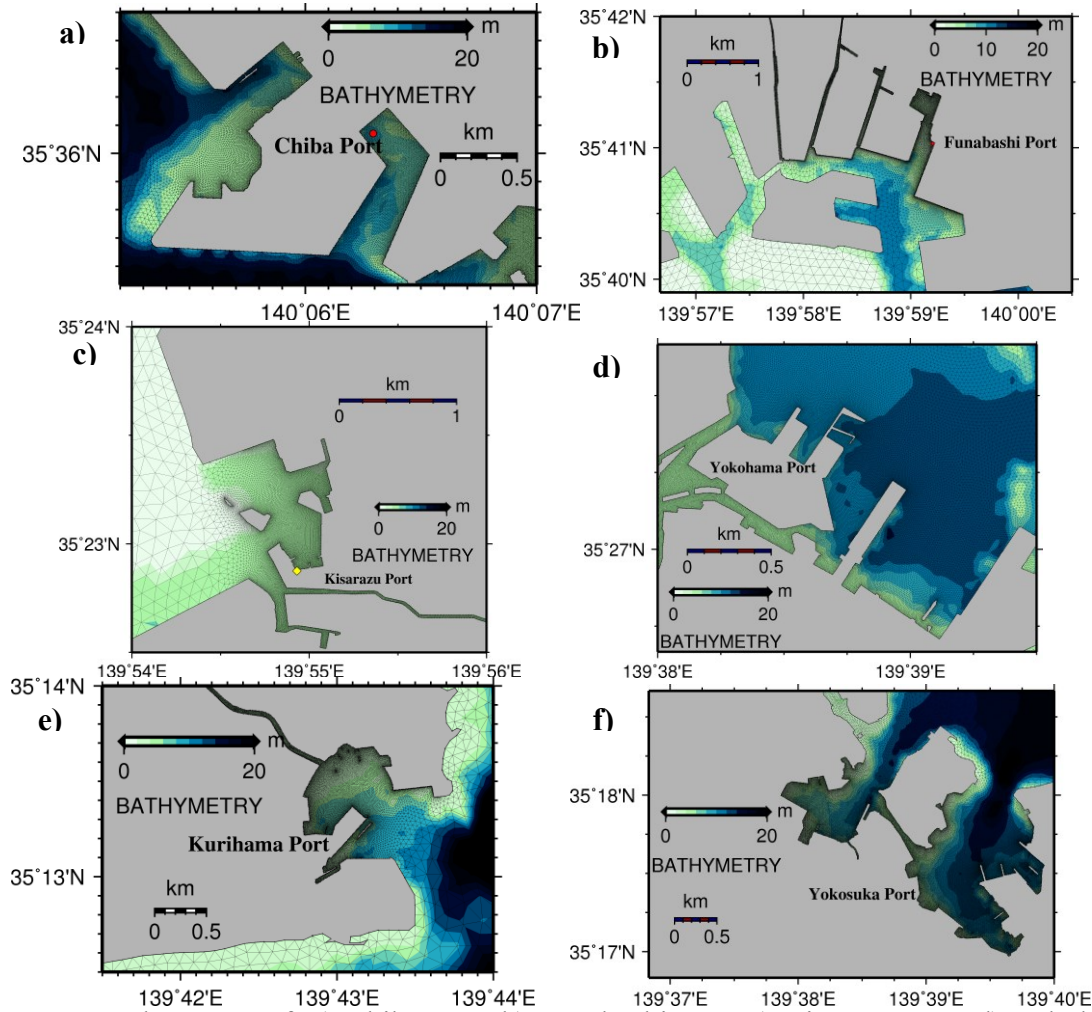 a)
m
0 20
BATHYMETRY
km
0 0.5
Chiba Port
35°36'N
140°06'E 140°07'E
b)
35°42'N
km
0 1
m
0 10 20
BATHYMETRY
35°41'N
Funabashi Port
35°40'N
139°57'E 139°58'E 139°59'E 140°00'E
c)
35°24'N
km
0 1
m
0 20
BATHYMETRY
35°23'N
Kisarazu Port
139°54'E 139°55'E 139°56'E
d)
Yokohama Port
35°27'N
km
0 0.5
m
0 20
BATHYMETRY
139°38'E 139°39'E
e)
35°14'N
m
0 20
BATHYMETRY
Kurihama Port
35°13'N
km
0 0.5
139°42'E 139°43'E 139°44'E
f)
35°18'N
m
0 20
BATHYMETRY
Yokosuka Port
km
0 0.5
35°17'N
139°37'E 139°38'E 139°39'E 139°40'E